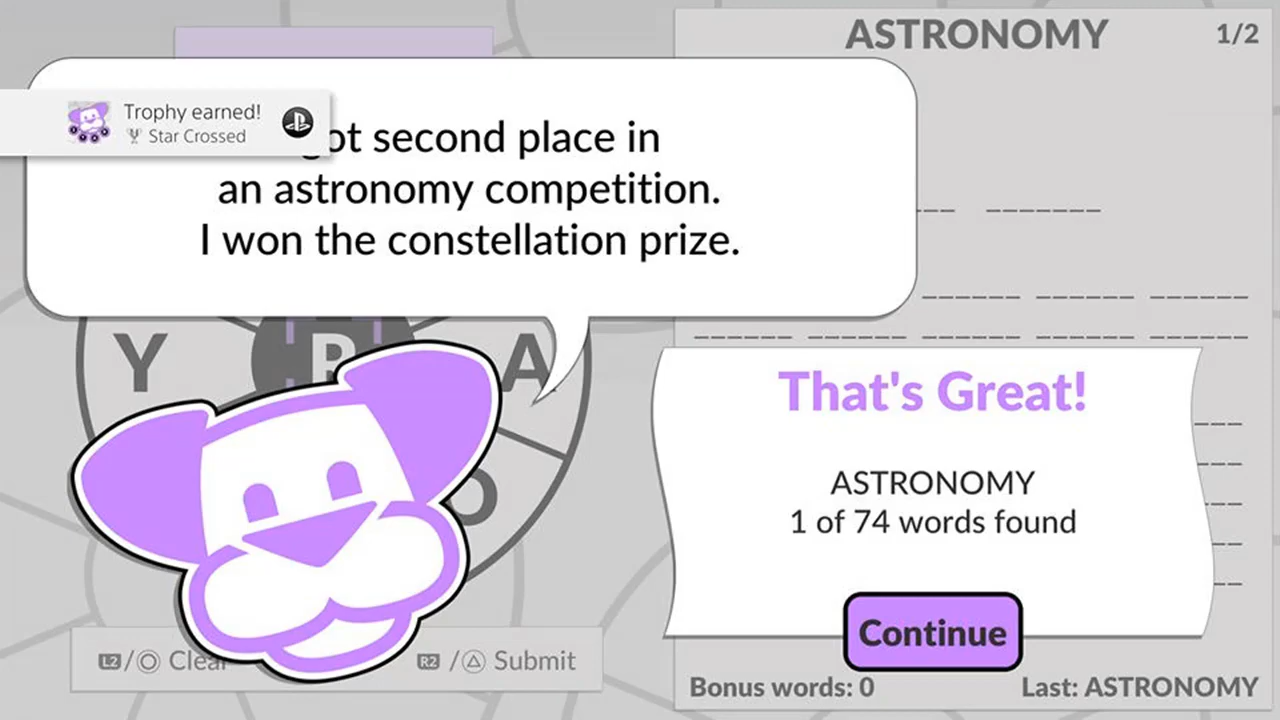 ASTRONOMY
1/2
Trophy earned!
Star Crossed
got second place in
an astronomy competition.
I won the constellation prize.
Y
R
A
O
That's Great!
ASTRONOMY
1 of 74 words found
Continue
L2/ Clear
R2 / Submit
Bonus words: 0
Last: ASTRONOMY